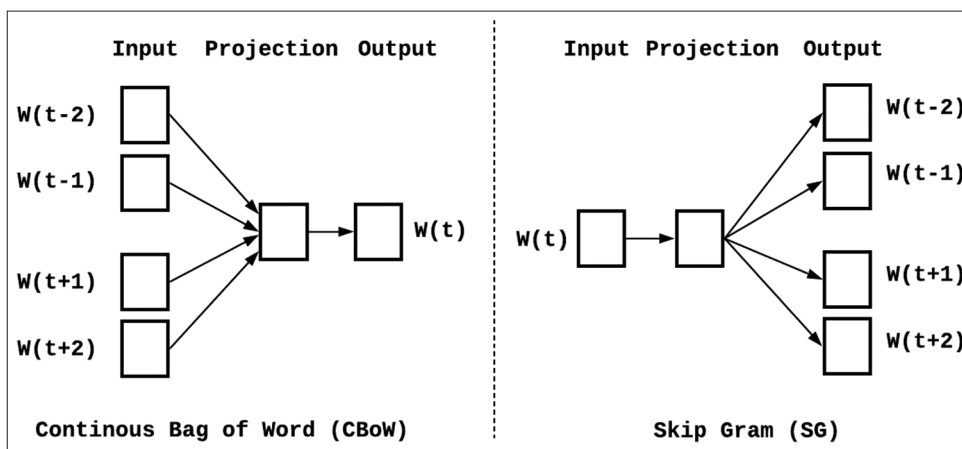 Input Projection Output
W(t-2)
W(t-1)
W(t)
W(t+1)
W(t+2)
Continous Bag of Word (CBoW)
Input Projection Output
W(t-2)
W(t-1)
W(t)
W(t+1)
W(t+2)
Skip Gram (SG)